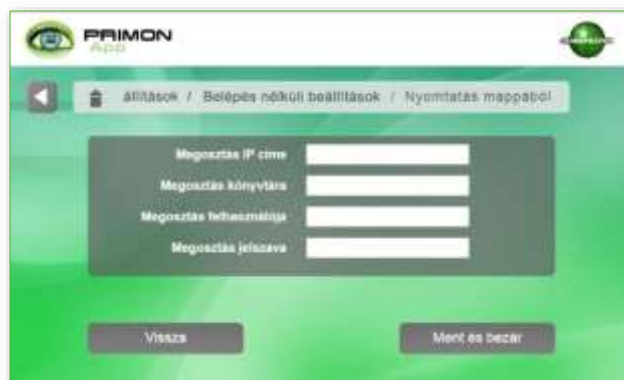 PRIMON
App
állítások / Belépés nélküli beállítások / Nyomtatás mappából
Megosztás IP címe
Megosztás könyvtára
Megosztás felhasználója
Megosztás jelszava
Vissza
Ment és bezár